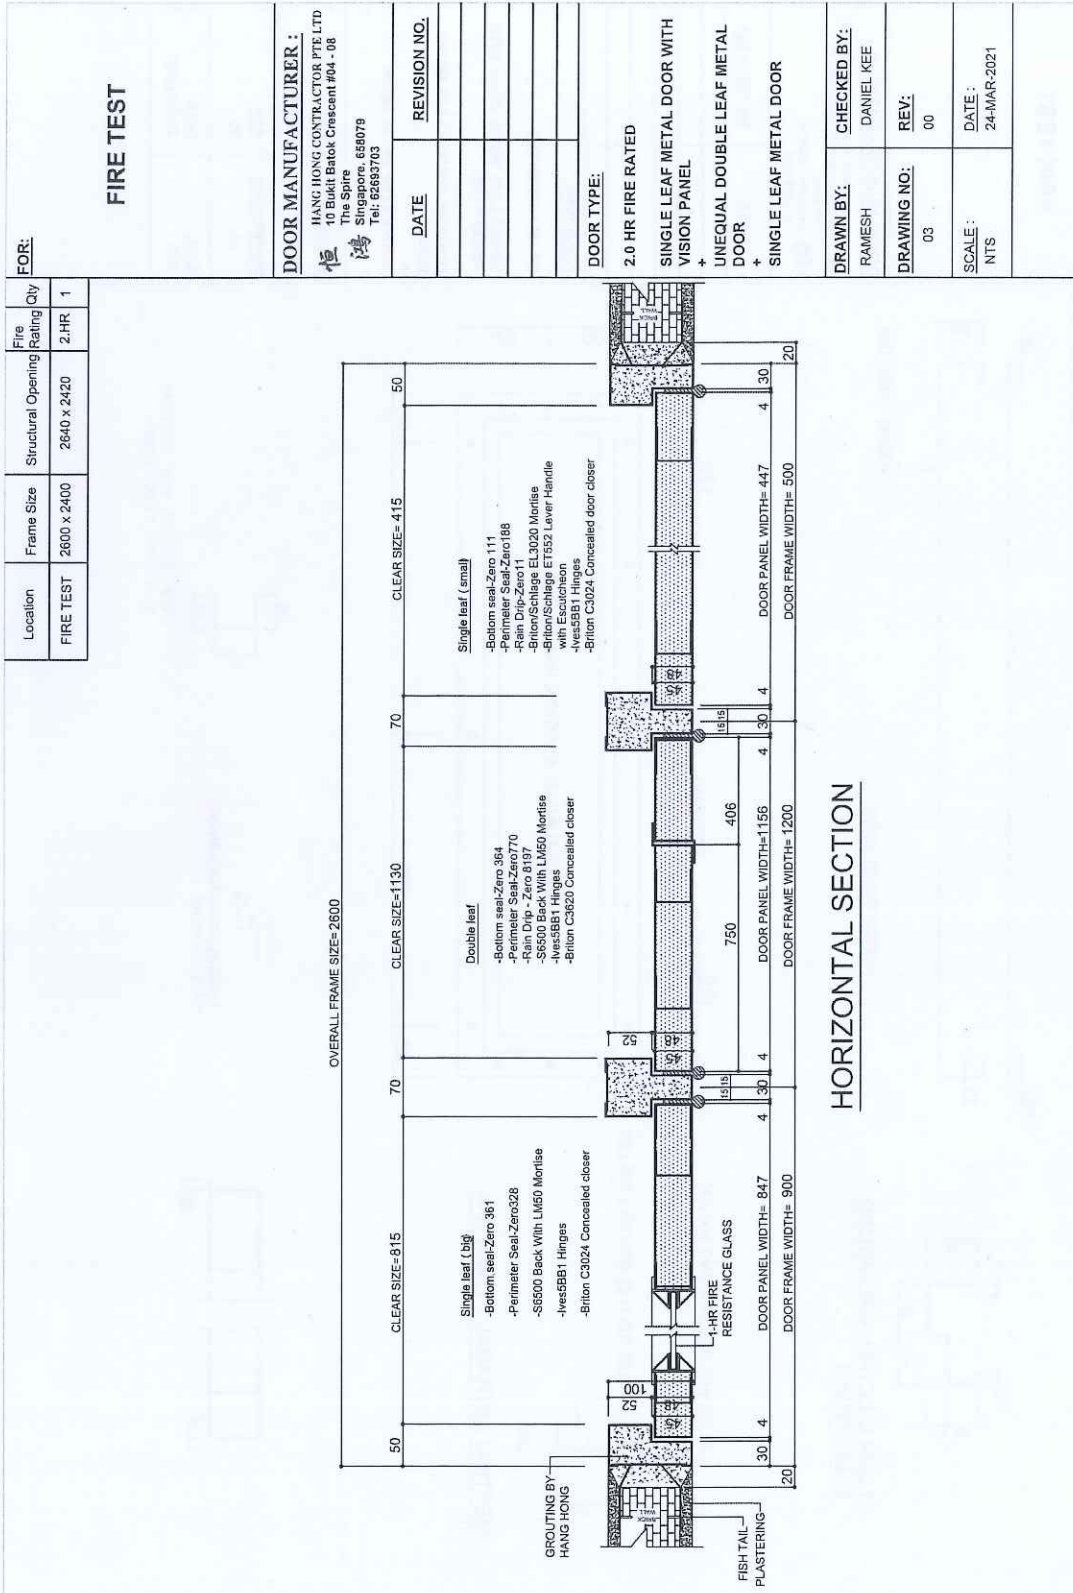 Location
Frame Size
Structural Opening
Fire Rating
Qty
FIRE TEST
2600 x 2400
2640 x 2420
2.HR
1
FOR:
FIRE TEST
DOOR MANUFACTURER :
恒鴻
HANG HONG CONTRACTOR PTE LTD
10 Bukit Batok Crescent #04 - 08
The Spire
Singapore. 658079
Tel: 62693703
DATE
REVISION NO.
DOOR TYPE:
2.0 HR FIRE RATED
SINGLE LEAF METAL DOOR WITH
VISION PANEL
+
UNEQUAL DOUBLE LEAF METAL
DOOR
+
SINGLE LEAF METAL DOOR
DRAWN BY:
RAMESH
CHECKED BY:
DANIEL KEE
DRAWING NO:
03
REV:
00
SCALE :
NTS
DATE :
24-MAR-2021
OVERALL FRAME SIZE= 2600
50
CLEAR SIZE=815
70
CLEAR SIZE=1130
70
CLEAR SIZE= 415
50
Single leaf ( big)
-Bottom seal-Zero 361
-Perimeter Seal-Zero328
-S6500 Back With LM50 Mortise
-Ives5BB1 Hinges
-Briton C3024 Concealed closer
Double leaf
-Bottom seal-Zero 364
-Perimeter Seal-Zero770
-Rain Drip - Zero 8197
-S6500 Back With LM50 Mortise
-Ives5BB1 Hinges
-Briton C3620 Concealed closer
Single leaf ( small)
-Bottom seal-Zero 111
-Perimeter Seal-Zero188
-Rain Drip-Zero11
-Briton/Schlage EL3020 Mortise
-Briton/Schlage ET552 Lever Handle
with Escutcheon
-Ives5BB1 Hinges
-Briton C3024 Concealed door closer
GROUTING BY
HANG HONG
BRICK
WALL
FISH TAIL
PLASTERING
52
100
45
48
1-HR FIRE
RESISTANCE GLASS
52
45
48
45
48
BRICK
WALL
15 15
750
406
15 15
30
4
DOOR PANEL WIDTH= 847
4
30
4
DOOR PANEL WIDTH=1156
4
30
4
DOOR PANEL WIDTH= 447
4
30
20
DOOR FRAME WIDTH= 900
DOOR FRAME WIDTH= 1200
DOOR FRAME WIDTH= 500
20
HORIZONTAL SECTION